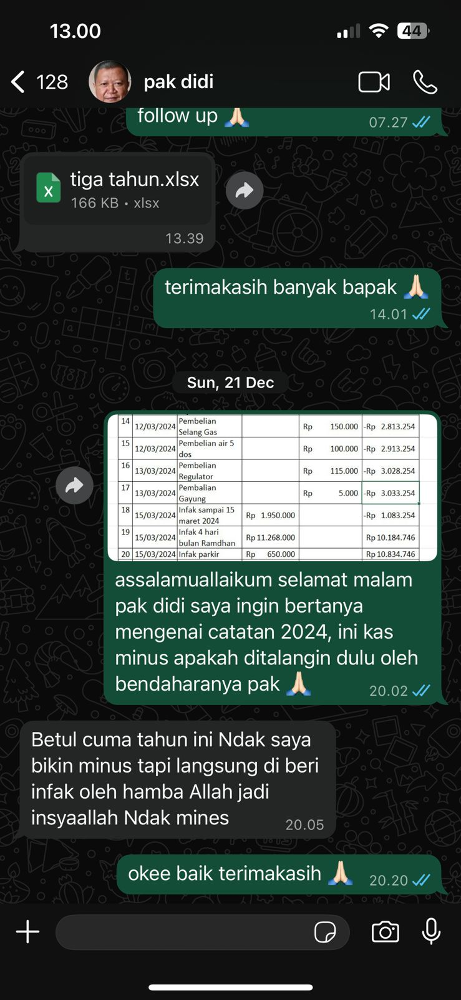 13.00
44
128
pak didi
follow up 🙏🏻
07.27
tiga tahun.xlsx
166 KB • xlsx
13.39
terimakasih banyak bapak 🙏🏻
14.01
Sun, 21 Dec
14 12/03/2024 Pembelian Selang Gas Rp 150.000 -Rp 2.813.254
15 12/03/2024 Pembelian air 5 dos Rp 100.000 -Rp 2.913.254
16 13/03/2024 Pembelian Regulator Rp 115.000 -Rp 3.028.254
17 13/03/2024 Pembalian Gayung Rp 5.000 -Rp 3.033.254
18 15/03/2024 Infak sampai 15 maret 2024 Rp 1.950.000 -Rp 1.083.254
19 15/03/2024 Infak 4 hari bulan Ramdhan Rp 11.268.000 Rp 10.184.746
20 15/03/2024 Infak parkir Rp 650.000 Rp 10.834.746
assalamuallaikum selamat malam
pak didi saya ingin bertanya
mengenai catatan 2024, ini kas
minus apakah ditalangin dulu oleh
bendaharanya pak 🙏🏻
20.02
Betul cuma tahun ini Ndak saya
bikin minus tapi langsung di beri
infak oleh hamba Allah jadi
insyaallah Ndak mines
20.05
okee baik terimakasih 🙏🏻
20.20